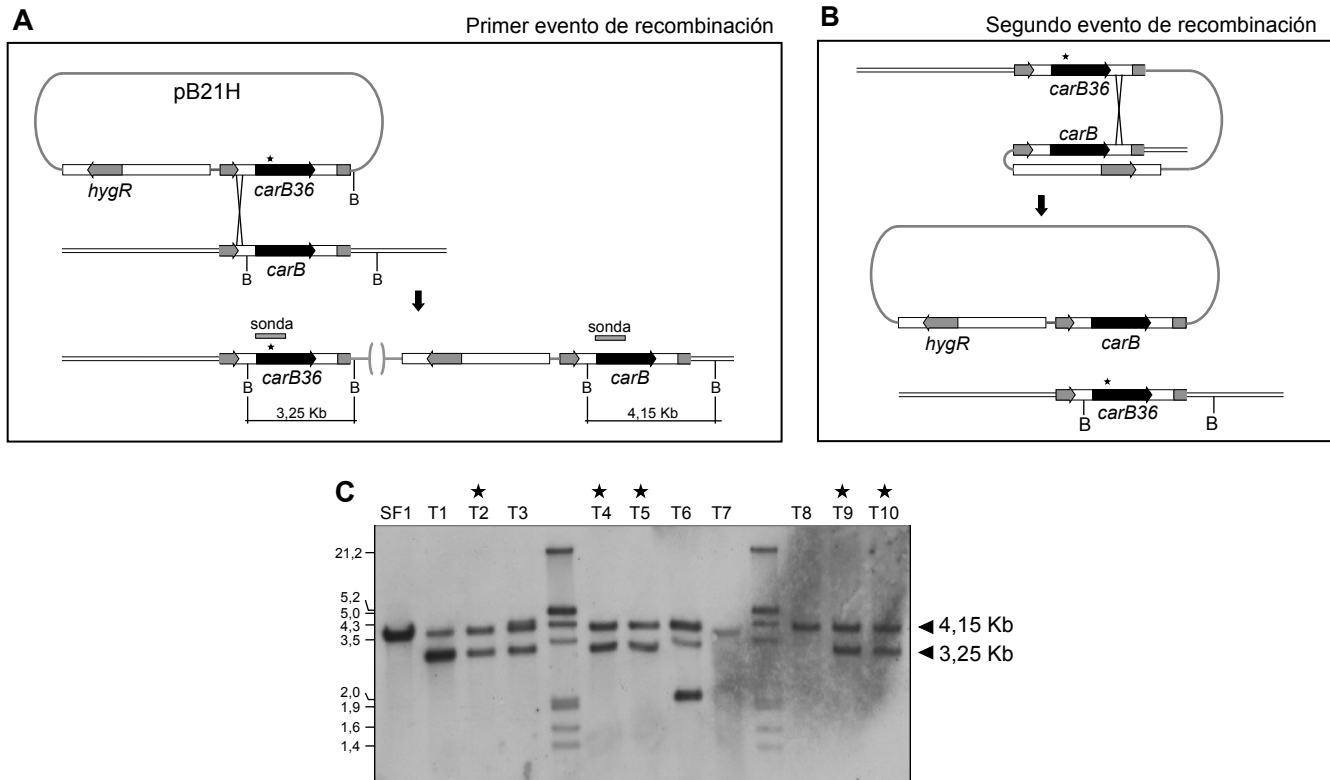 A
Primer evento de recombinación
pB21H
hygR
carB36
B
carB
B
B
sonda
sonda
carB36
carB
B
B
B
B
3,25 Kb
4,15 Kb
B
Segundo evento de recombinación
carB36
carB
hygR
carB
carB36
B
B
C
SF1 T1 T2 T3 T4 T5 T6 T7 T8 T9 T10
21,2
5,2
5,0
4,3
3,5
2,0
1,9
1,6
1,4
4,15 Kb
3,25 Kb